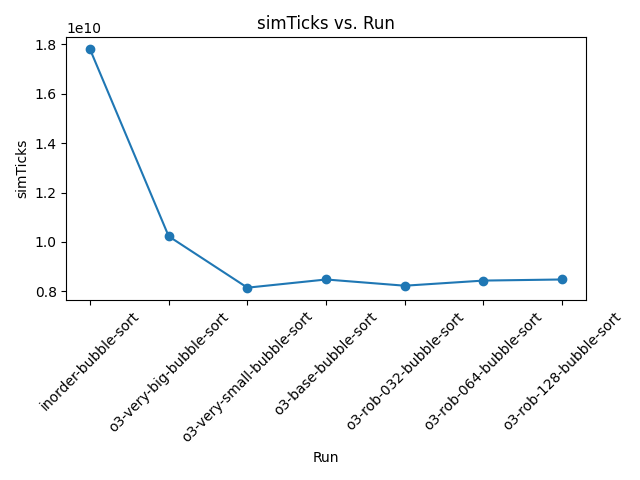 simTicks vs. Run
1e10
1.8
1.6
1.4
1.2
1.0
0.8
simTicks
inorder-bubble-sort
o3-very-big-bubble-sort
o3-very-small-bubble-sort
o3-base-bubble-sort
o3-rob-032-bubble-sort
o3-rob-064-bubble-sort
o3-rob-128-bubble-sort
Run